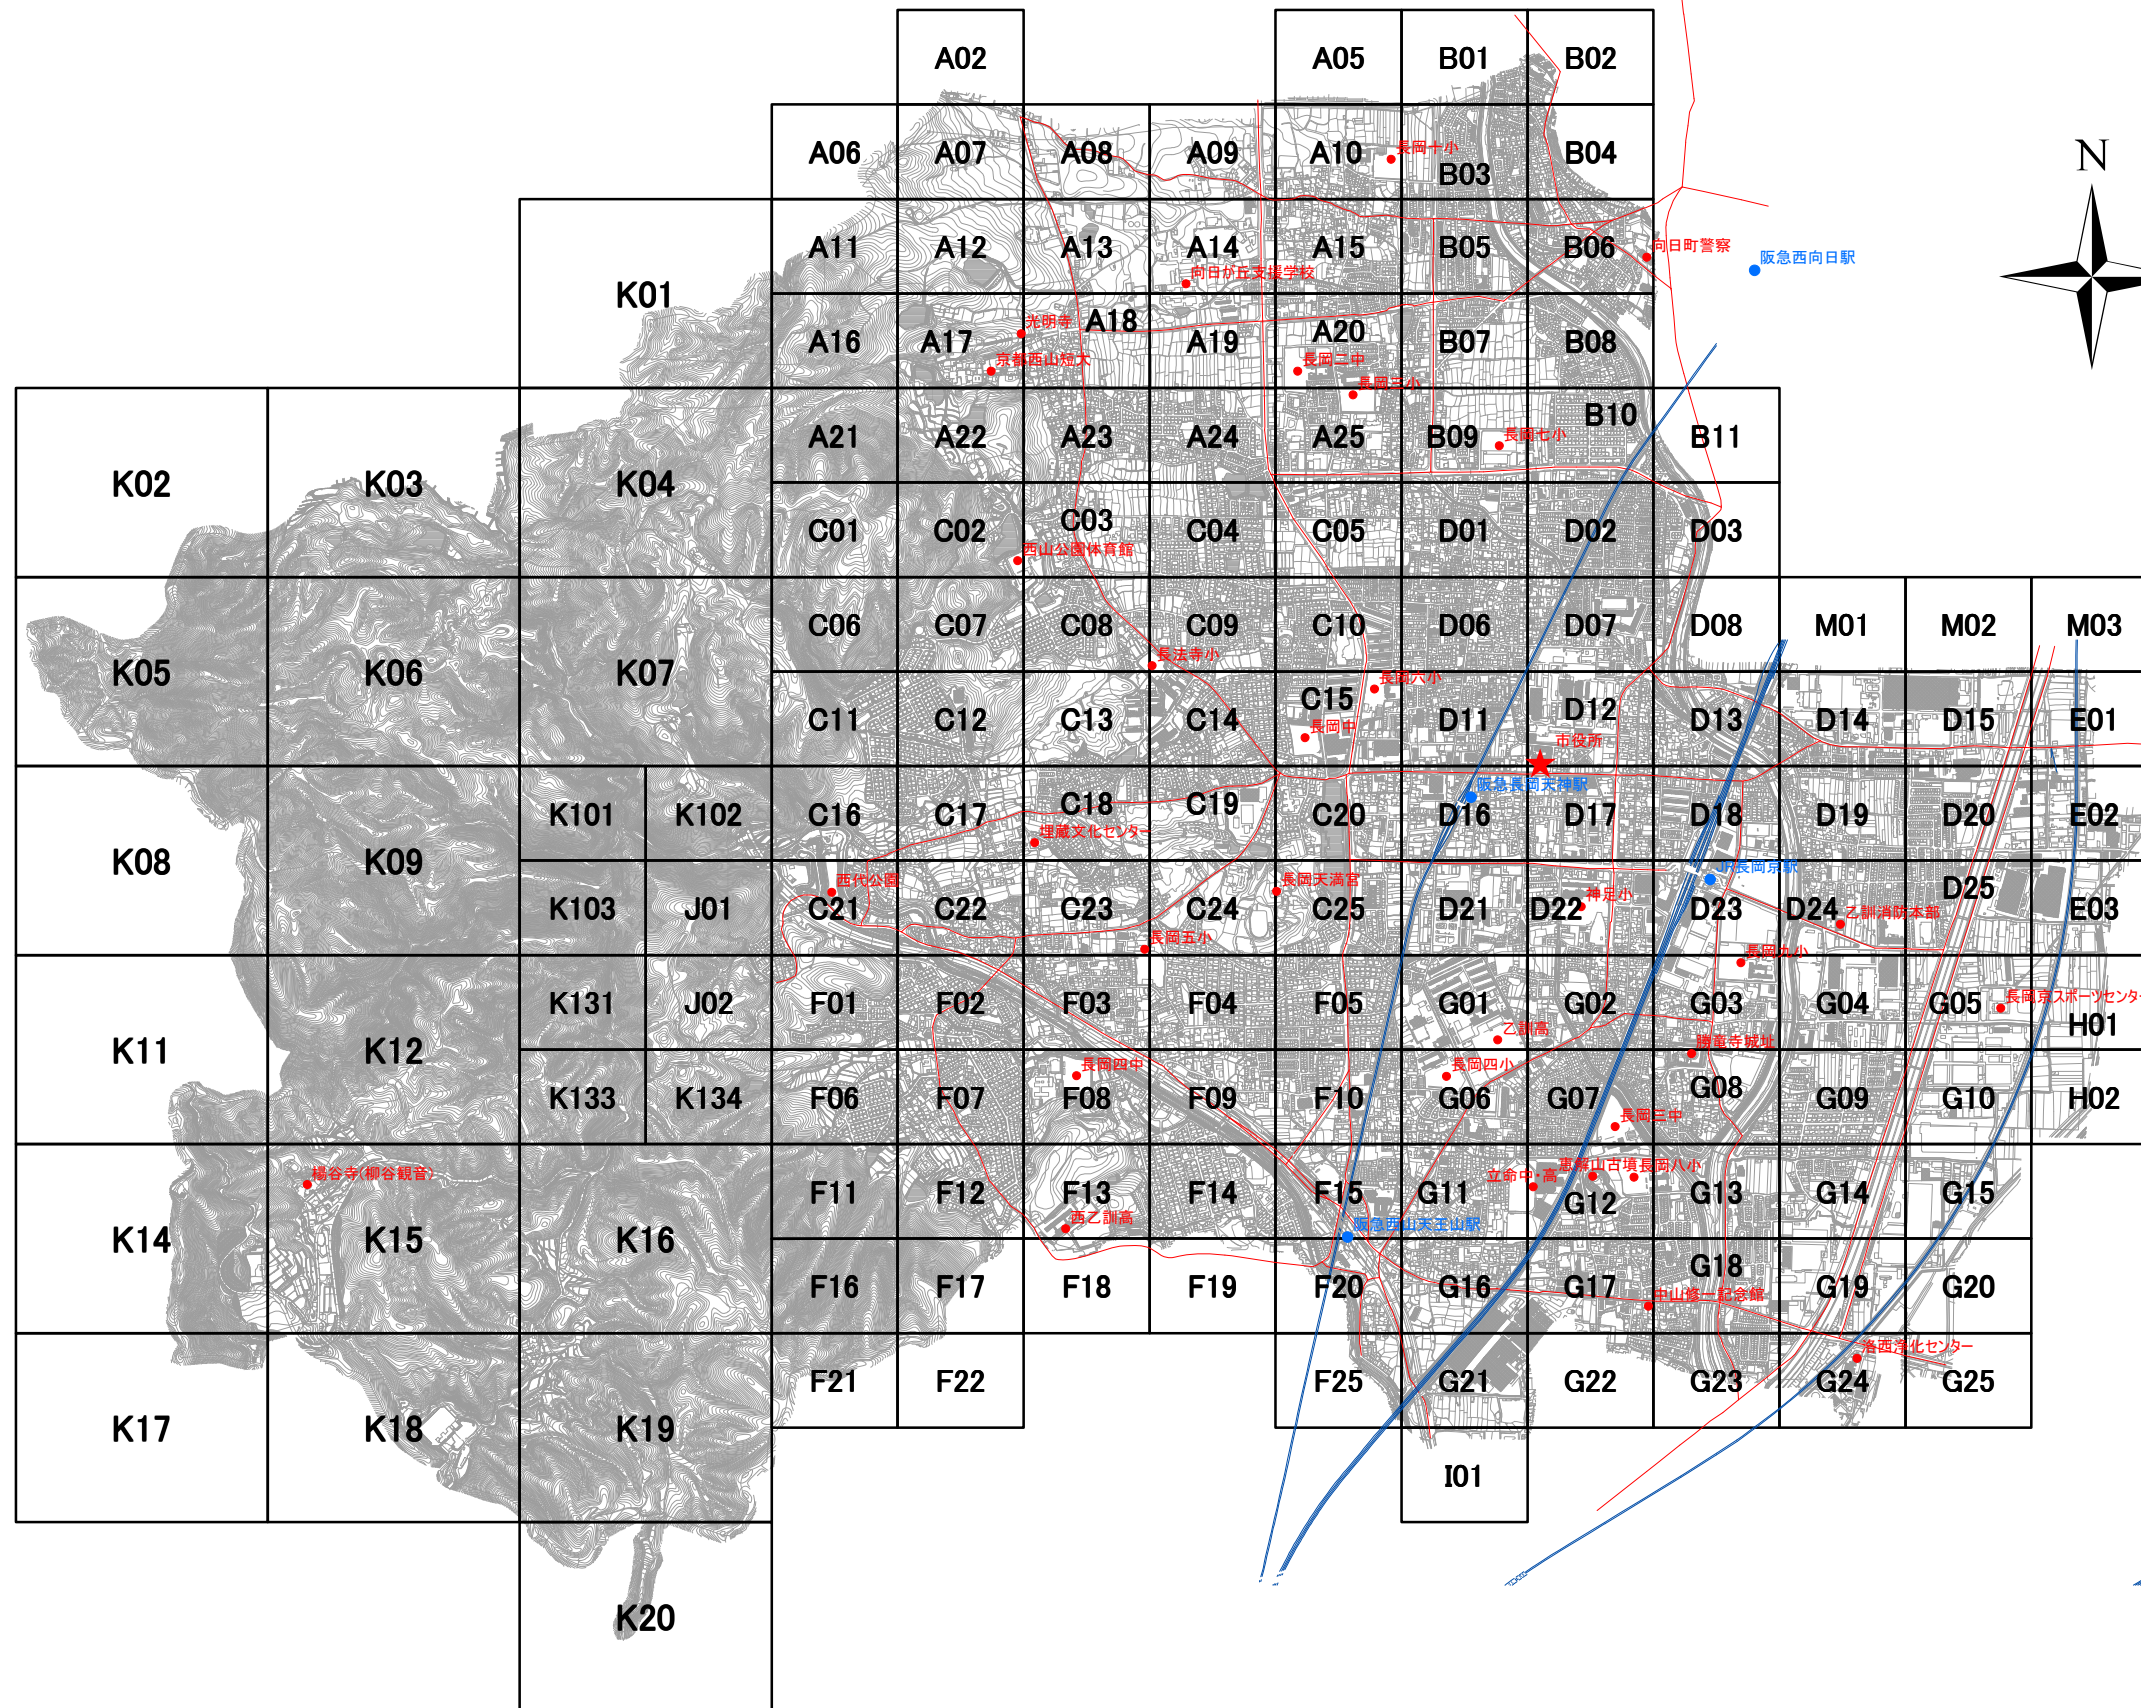 A02
A05
B01
B02
N
A06
A07
A08
A09
A10
長岡十小
B03
B04
K01
A11
A12
A13
A14
向日が丘支援学校
A15
B05
B06
向日町警察
阪急西向日駅
A16
A17
光明寺
京都西山短大
A18
A19
A20
長岡二中
長岡三小
B07
B08
K02
K03
K04
A21
A22
A23
A24
A25
B09
長岡七小
B10
B11
C01
C02
西山公園体育館
C03
C04
C05
D01
D02
D03
K05
K06
K07
C06
C07
C08
長法寺小
C09
C10
D06
D07
D08
M01
M02
M03
C11
C12
C13
C14
C15
長岡六小
長岡中
D11
D12
市役所
D13
D14
D15
E01
K08
K09
K101
K102
C16
C17
C18
埋蔵文化センター
C19
C20
阪急長岡天神駅
D16
D17
D18
JR長岡京駅
D19
D20
E02
K103
J01
西代公園
C21
C22
C23
長岡五小
C24
長岡天満宮
C25
D21
D22
神足小
D23
長岡九小
D24
乙訓消防本部
D25
E03
K11
K12
K131
J02
F01
F02
F03
F04
F05
G01
乙訓高
G02
G03
勝竜寺城址
G04
G05
長岡京スポーツセンター
H01
K133
K134
F06
F07
長岡四中
F08
F09
F10
長岡四小
G06
G07
長岡三中
G08
G09
G10
H02
K14
楊谷寺(柳谷観音)
K15
K16
F11
F12
F13
西乙訓高
F14
F15
阪急西山天王山駅
G11
立命中・高
恵解山古墳
長岡八小
G12
G13
G14
G15
F16
F17
F18
F19
F20
G16
G17
中山修一記念館
G18
G19
G20
K17
K18
K19
F21
F22
F25
G21
G22
G23
洛西浄化センター
G24
G25
I01
K20